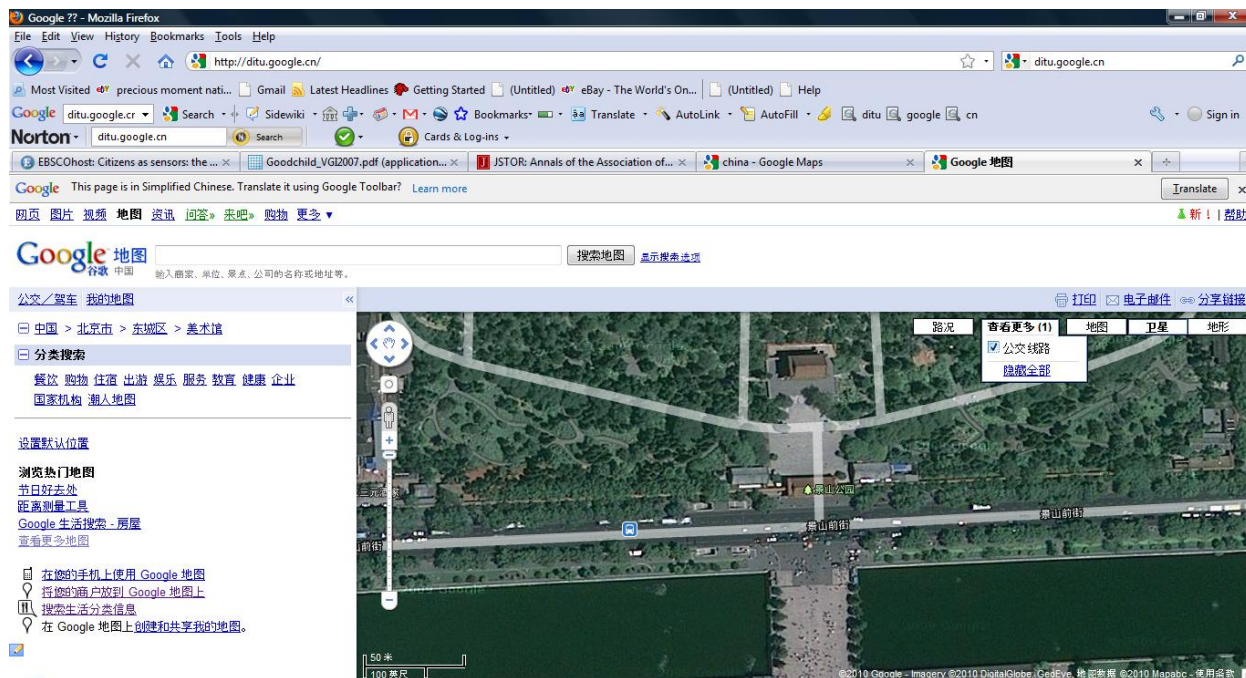 Google ?? - Mozilla Firefox
File Edit View History Bookmarks Tools Help
http://ditu.google.cn/
ditu.google.cn
Most Visited precious moment nati... Gmail Latest Headlines Getting Started (Untitled) eBay - The World's On... (Untitled) Help
Google ditu.google.cr Search Sidewiki Bookmarks Translate AutoLink AutoFill ditu google cn Sign in
Norton ditu.google.cn Search Cards & Log-ins
EBSCOhost: Citizens as sensors: the ... Goodchild_VGI2007.pdf (application... JSTOR: Annals of the Association of... china - Google Maps Google 地图
Google This page is in Simplified Chinese. Translate it using Google Toolbar? Learn more Translate
网页 图片 视频 地图 资讯 问答» 来吧» 购物 更多 ▼ 新！| 帮助
Google 地图 谷歌 中国 搜索地图 显示搜索选项
输入商家、单位、景点、公司的名称或地址等。
公交／驾车 我的地图 « 打印 电子邮件 分享链接
中国 > 北京市 > 东城区 > 美术馆
路况 查看更多 (1) 地图 卫星 地形
公交线路
隐藏全部
分类搜索
餐饮 购物 住宿 出游 娱乐 服务 教育 健康 企业
国家机构 潮人地图
设置默认位置
浏览热门地图
节日好去处
距离测量工具
Google 生活搜索 - 房屋
查看更多地图
在您的手机上使用 Google 地图
将您的商户放到 Google 地图上
搜索生活分类信息
在 Google 地图上创建和共享我的地图。
景山公园
景山前街
景山前街
山前街
50 米
100 英尺
©2010 Google - Imagery ©2010 DigitalGlobe, GeoEye, 地图数据 ©2010 Mapabc - 使用条款